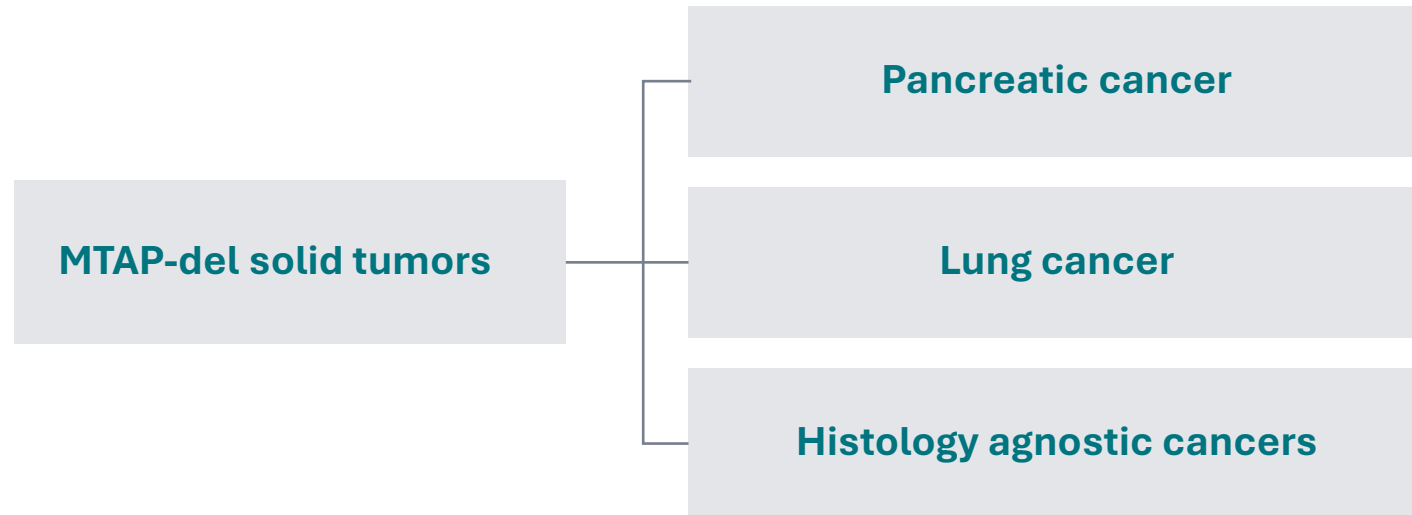 MTAP-del solid tumors
Pancreatic cancer
Lung cancer
Histology agnostic cancers